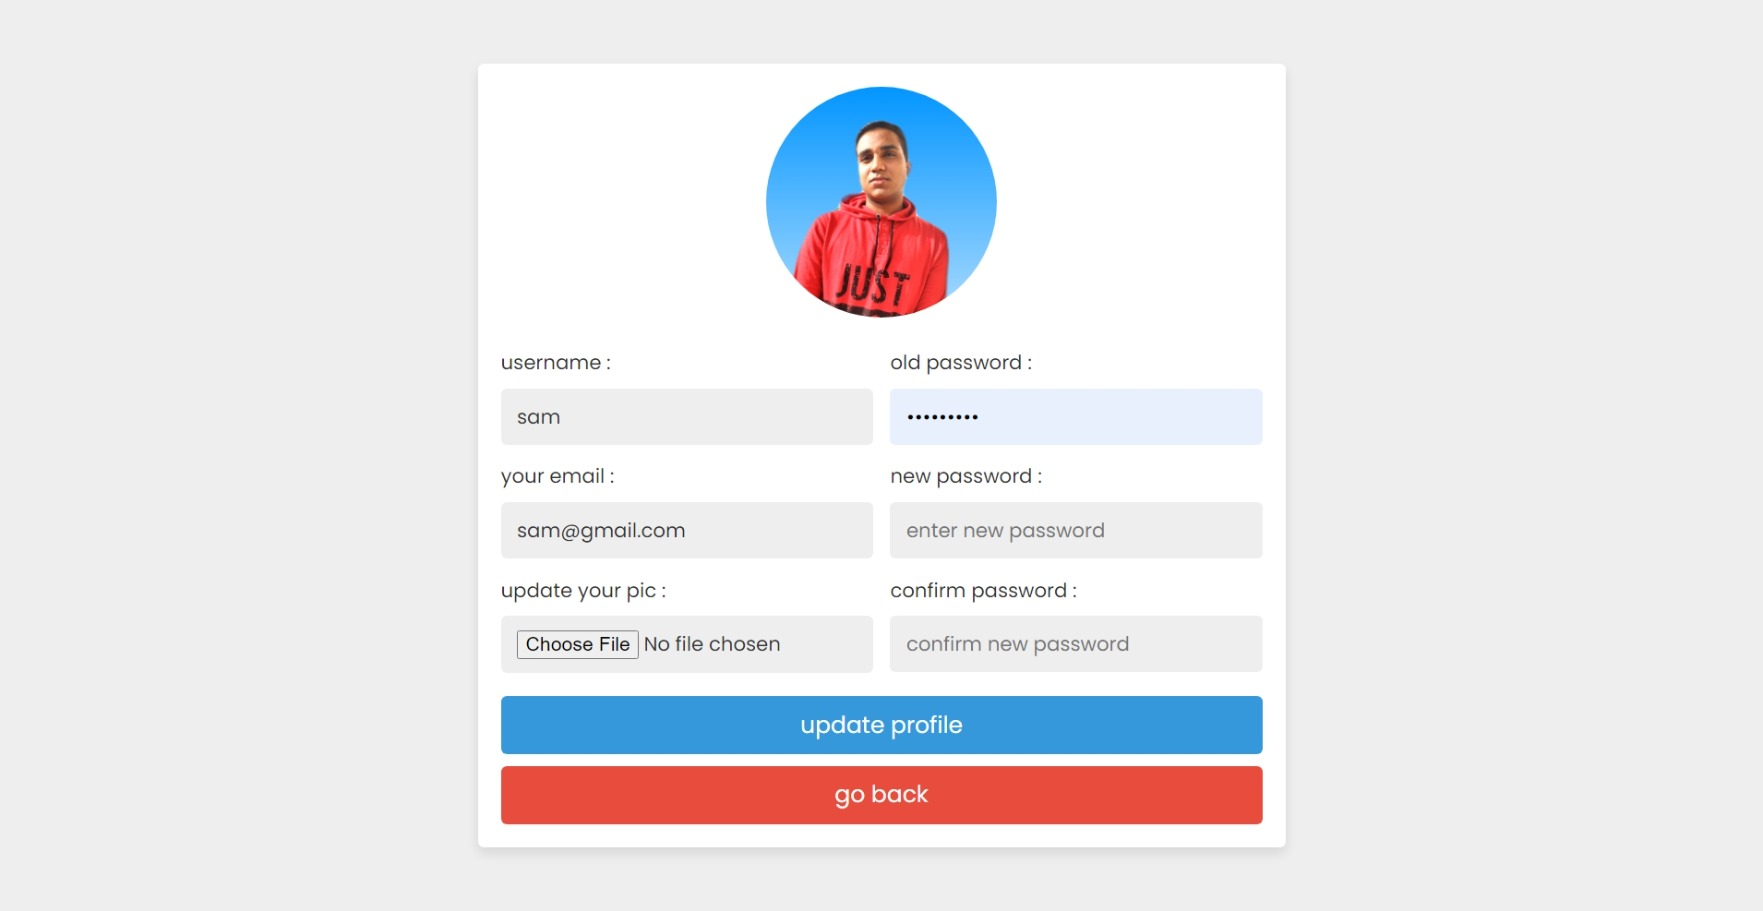 JUST
username :
sam
your email :
sam@gmail.com
update your pic :
Choose File No file chosen
old password :
•••••••••
new password :
enter new password
confirm password :
confirm new password
update profile
go back